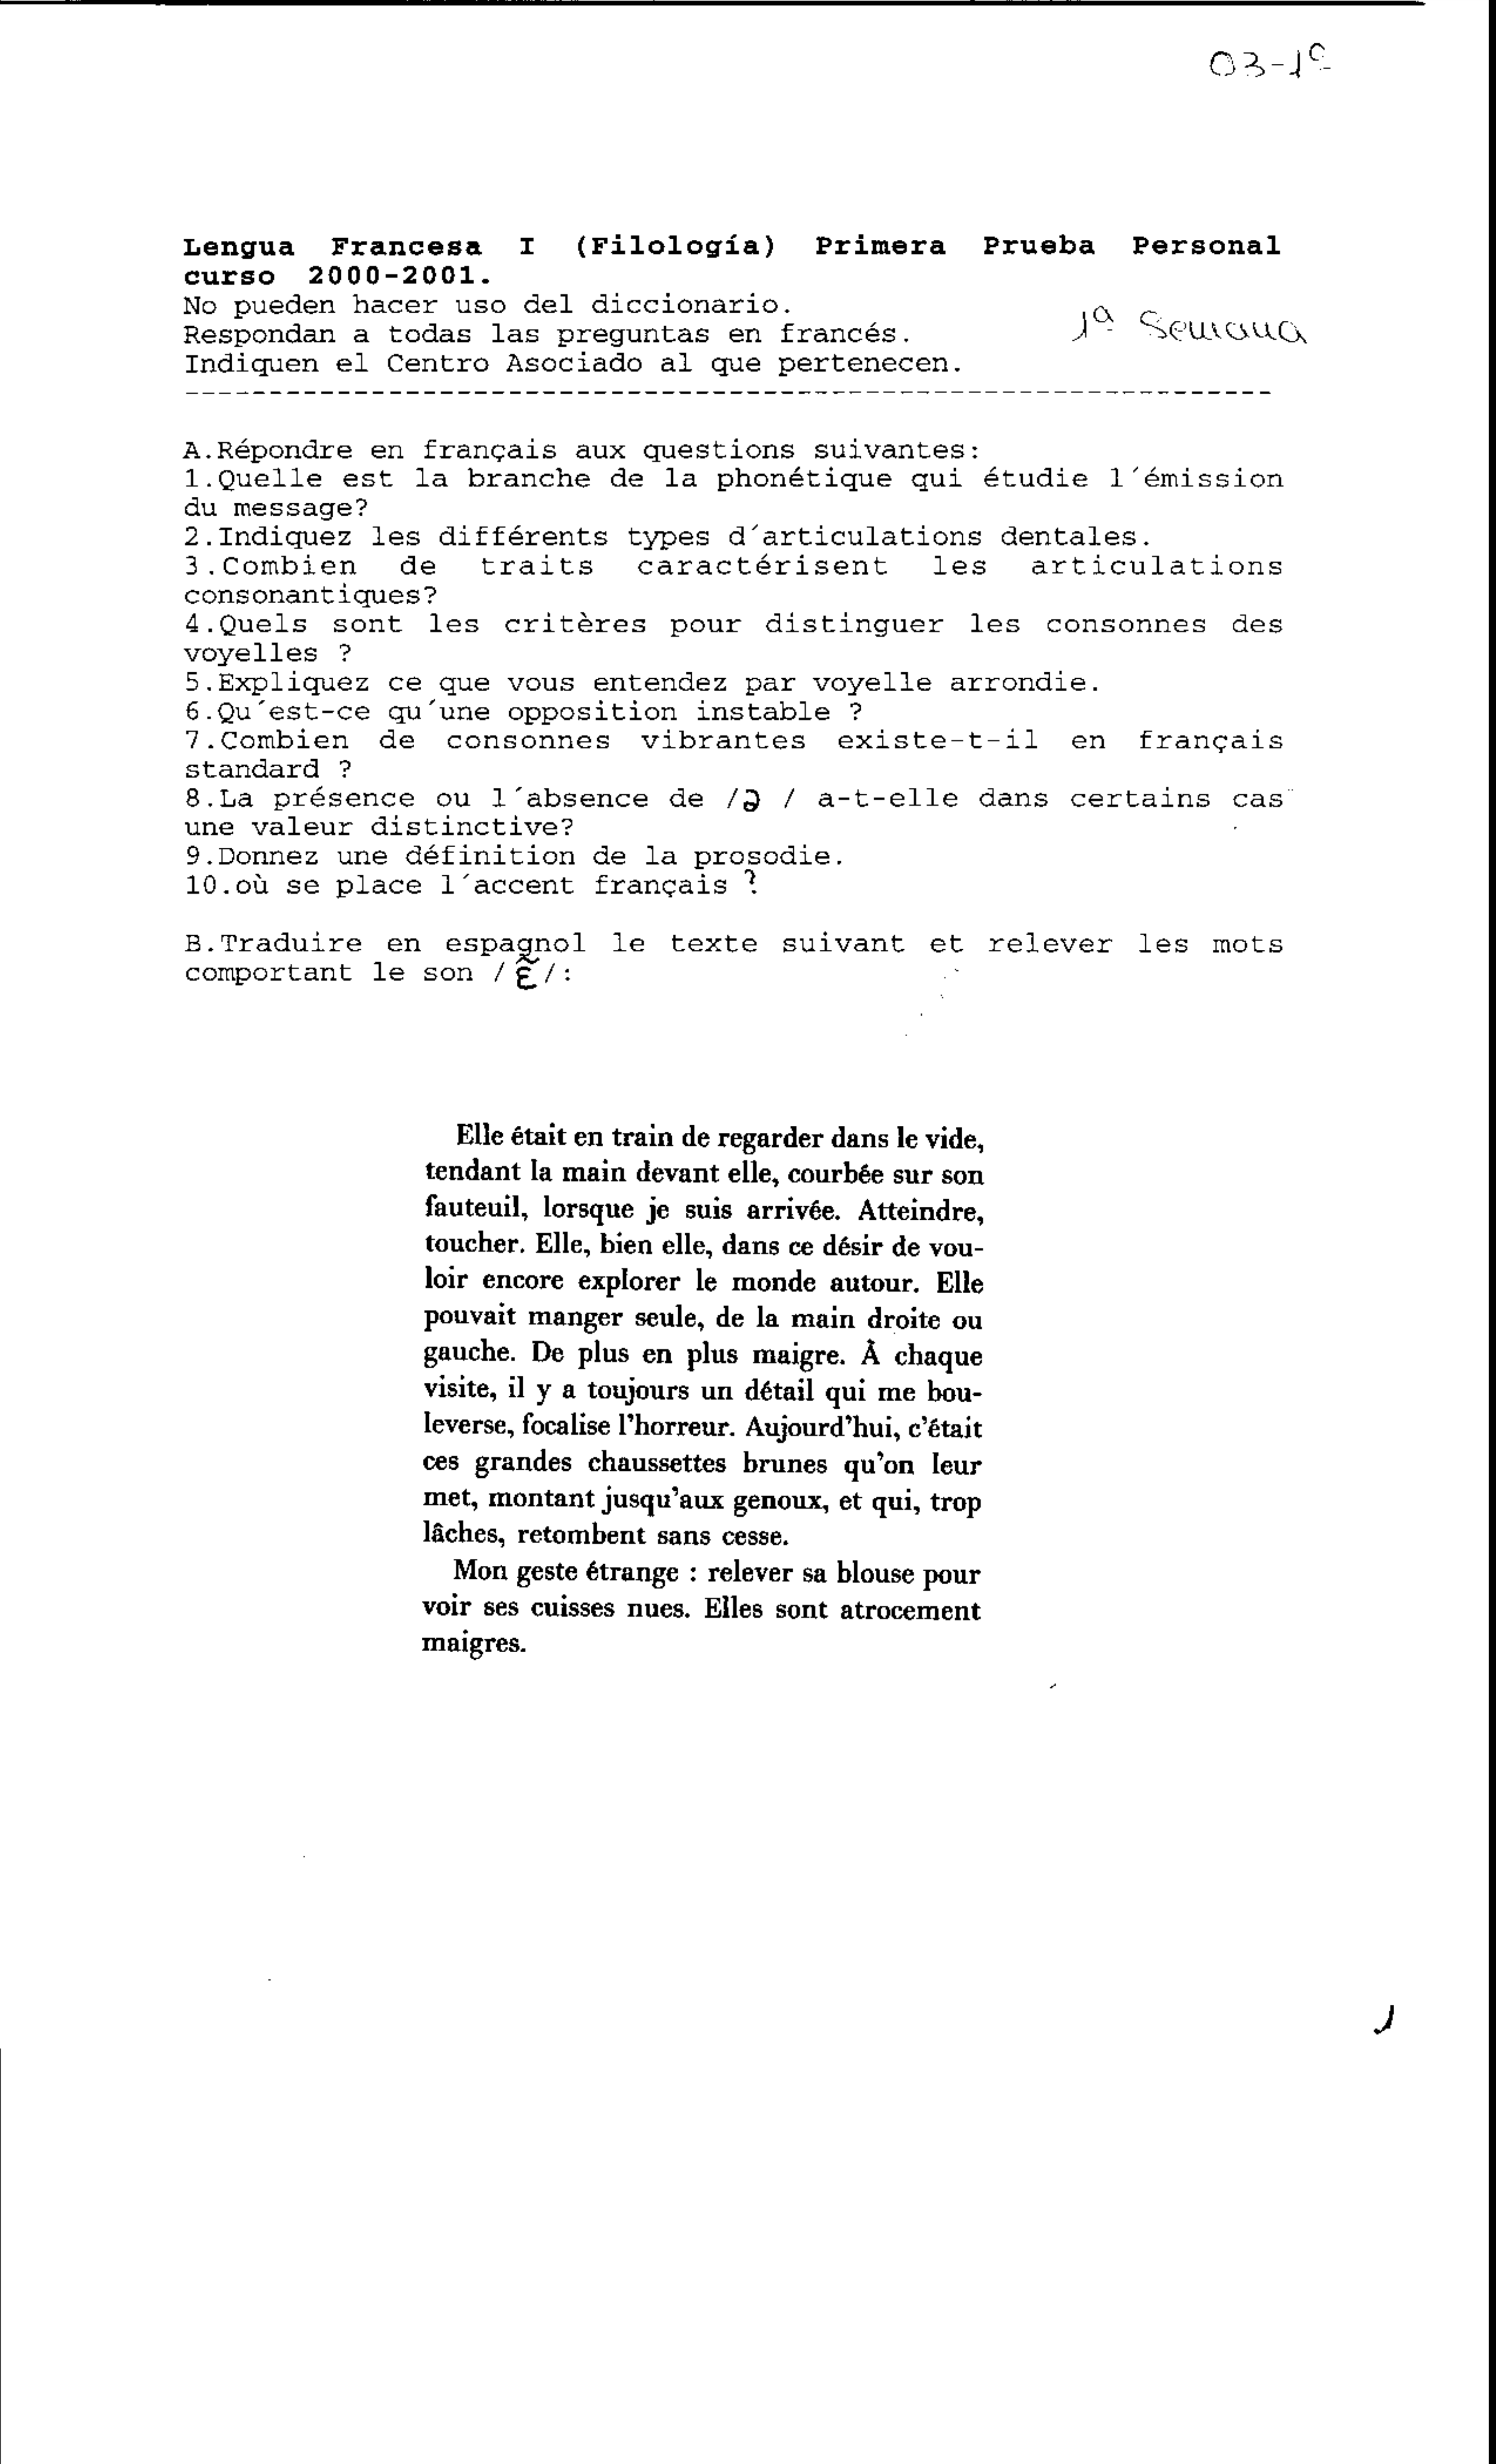 03-1º
Lengua Francesa I (Filología) Primera Prueba Personal
curso 2000-2001.
No pueden hacer uso del diccionario.
Respondan a todas las preguntas en francés.
1ª Semana
Indiquen el Centro Asociado al que pertenecen.
A.Répondre en français aux questions suivantes:
1.Quelle est la branche de la phonétique qui étudie l´émission
du message?
2.Indiquez les différents types d´articulations dentales.
3.Combien de traits caractérisent les articulations
consonantiques?
4.Quels sont les critères pour distinguer les consonnes des
voyelles ?
5.Expliquez ce que vous entendez par voyelle arrondie.
6.Qu´est-ce qu´une opposition instable ?
7.Combien de consonnes vibrantes existe-t-il en français
standard ?
8.La présence ou l´absence de /ə / a-t-elle dans certains cas
une valeur distinctive?
9.Donnez une définition de la prosodie.
10.où se place l´accent français ?
B.Traduire en espagnol le texte suivant et relever les mots
comportant le son /ɛ̃/:
Elle était en train de regarder dans le vide,
tendant la main devant elle, courbée sur son
fauteuil, lorsque je suis arrivée. Atteindre,
toucher. Elle, bien elle, dans ce désir de vou-
loir encore explorer le monde autour. Elle
pouvait manger seule, de la main droite ou
gauche. De plus en plus maigre. À chaque
visite, il y a toujours un détail qui me bou-
leverse, focalise l'horreur. Aujourd'hui, c'était
ces grandes chaussettes brunes qu'on leur
met, montant jusqu'aux genoux, et qui, trop
lâches, retombent sans cesse.
Mon geste étrange : relever sa blouse pour
voir ses cuisses nues. Elles sont atrocement
maigres.